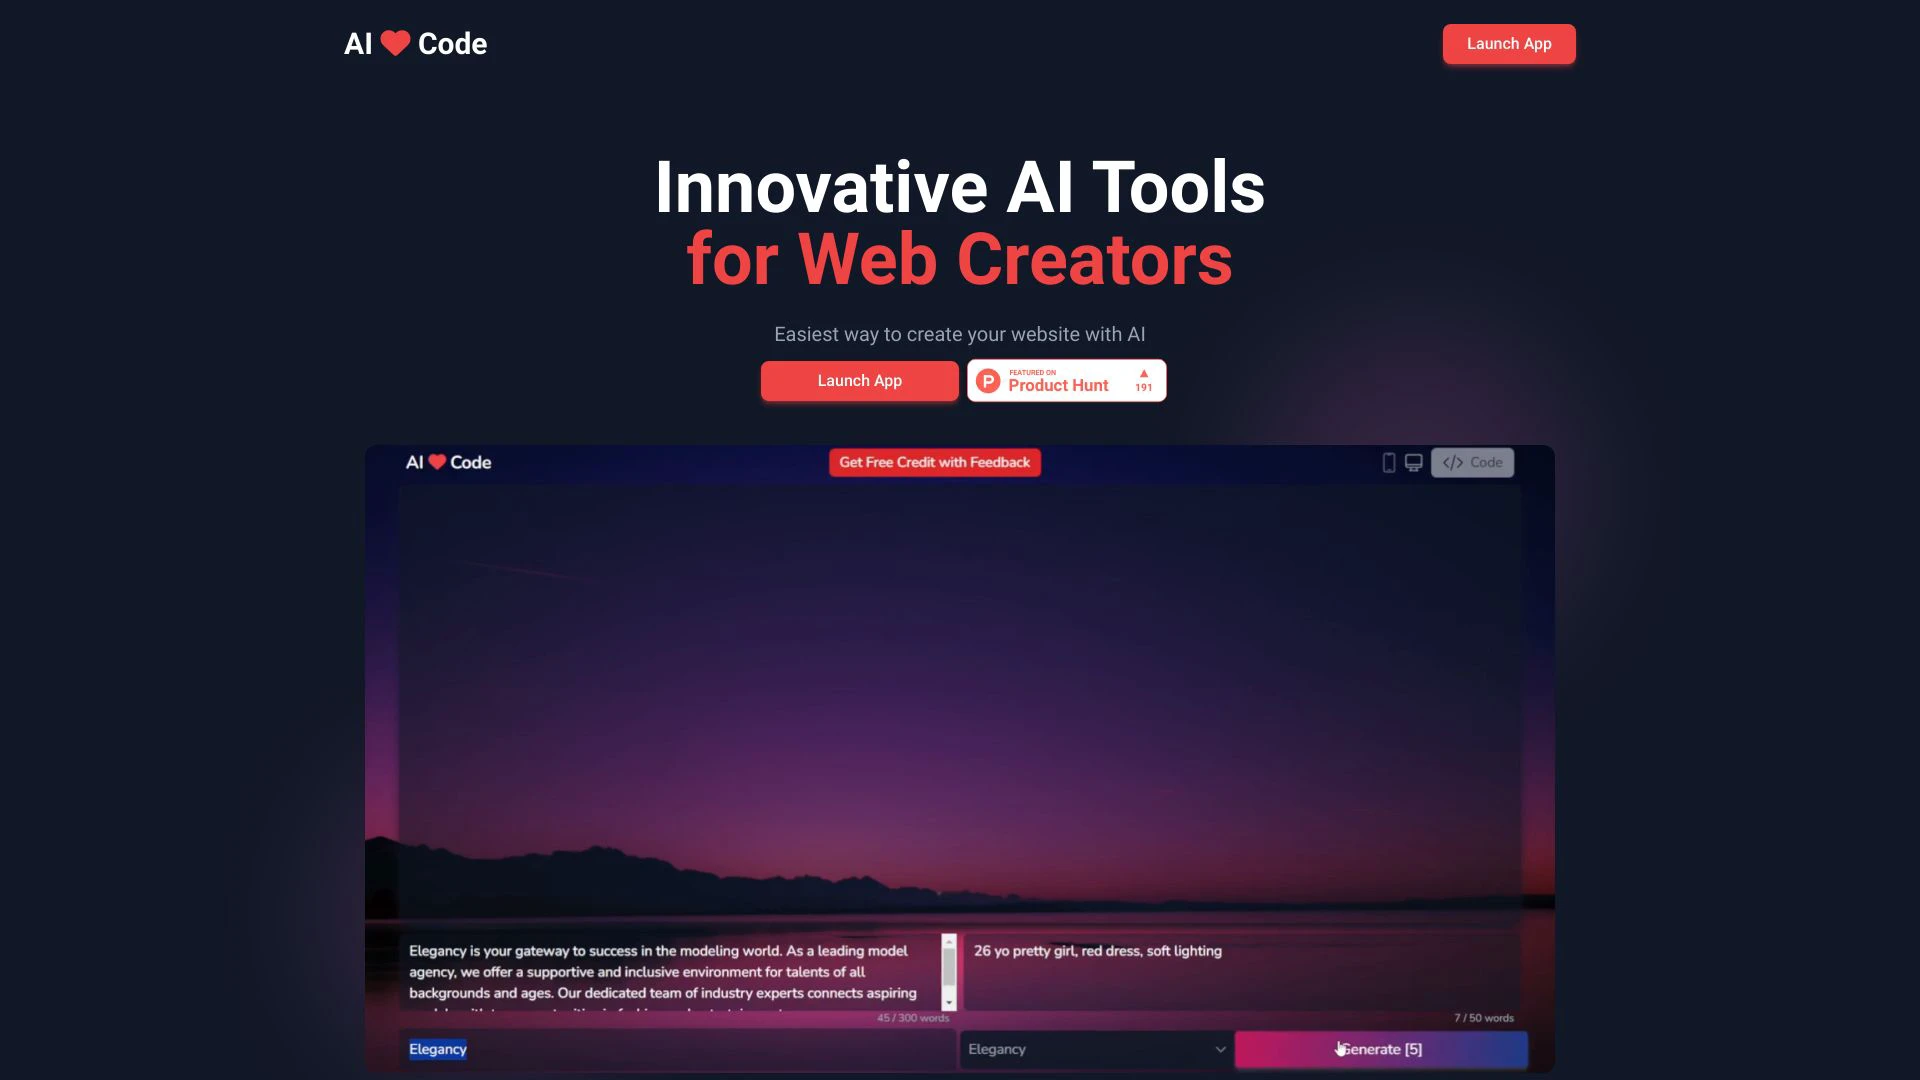 AI Code
Launch App
Innovative AI Tools
for Web Creators
Easiest way to create your website with AI
Launch App
FEATURED ON
Product Hunt
191
AI Code
Get Free Credit with Feedback
</> Code
Elegancy is your gateway to success in the modeling world. As a leading model
agency, we offer a supportive and inclusive environment for talents of all
backgrounds and ages. Our dedicated team of industry experts connects aspiring
45 / 300 words
26 yo pretty girl, red dress, soft lighting
7 / 50 words
Elegancy
Elegancy
Generate [5]